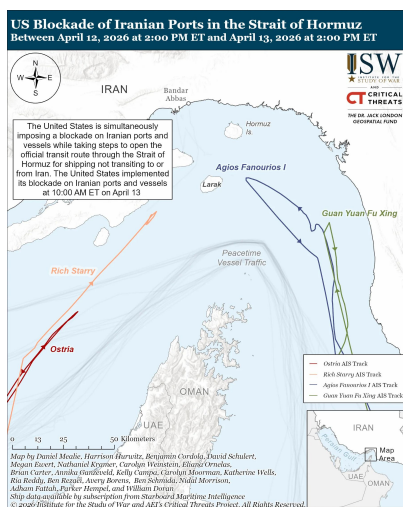 US Blockade of Iranian Ports in the Strait of Hormuz
Between April 12, 2026 at 2:00 PM ET and April 13, 2026 at 2:00 PM ET
N
W E
S
IRAN
Bandar
Abbas
ISW
INSTITUTE FOR THE
STUDY OF WAR
AND
CT CRITICAL
THREATS
THE DR. JACK LONDON
GEOSPATIAL FUND
The United States is simultaneously
imposing a blockade on Iranian ports and
vessels while taking steps to open the
official transit route through the Strait of
Hormuz for shipping not transiting to or
from Iran. The United States implemented
its blockade on Iranian ports and vessels
at 10:00 AM ET on April 13
Hormuz
Is
Agios Fanourios I
Larak
Guan Yuan Fu Xing
Peacetime
Vessel Traffic
Rich Starry
Ostria
OMAN
UAE
Ostria AIS Track
Rich Starry AIS Track
Agios Fanourios I AIS Track
Guan Yuan Fu Xing AIS Track
0 13 25 50 Kilometers
IRAN
Persian Gulf
Map
Area
UAE
OMAN
Map by Daniel Mealie, Harrison Hurwitz, Benjamin Cordola, David Schulert,
Megan Ewert, Nathaniel Kramer, Carolyn Weinstein, Eliana Ornelas,
Brian Carter, Annika Ganzeveld, Kelly Campa, Carolyn Moorman, Katherine Wells,
Ria Reddy, Ben Rezaei, Avery Borens, Ben Schmida, Nidal Morrison,
Adham Fattah, Parker Hempel, and William Doran
Ship data available by subscription from Starboard Maritime Intelligence
© 2026 Institute for the Study of War and AEI's Critical Threats Project. All Rights Reserved.